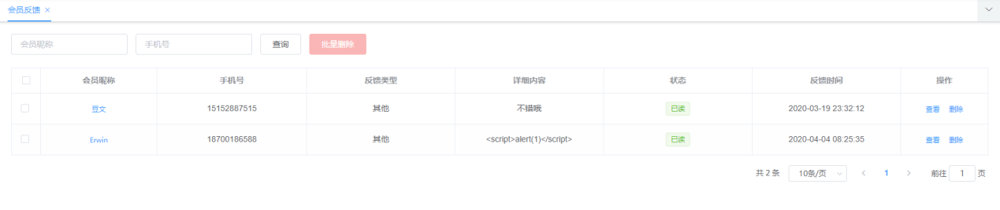 会员反馈 ×
会员昵称 手机号 查询 批量删除
会员昵称 手机号 反馈类型 详细内容 状态 反馈时间 操作
豆文 15152887515 其他 不错哦 已读 2020-03-19 23:32:12 查看 删除
Erwin 18700186588 其他 <script>alert(1)</script> 已读 2020-04-04 08:25:35 查看 删除
共 2 条 10条/页 < 1 > 前往 1 页